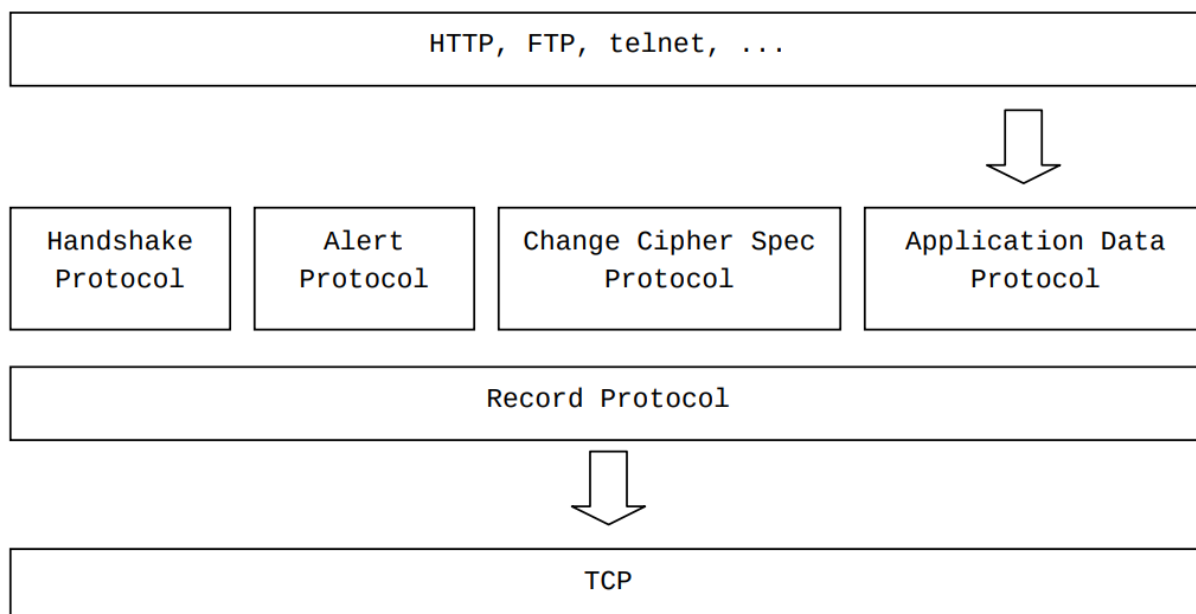 HTTP, FTP, telnet, ...
Handshake
Protocol
Alert
Protocol
Change Cipher Spec
Protocol
Application Data
Protocol
Record Protocol
TCP